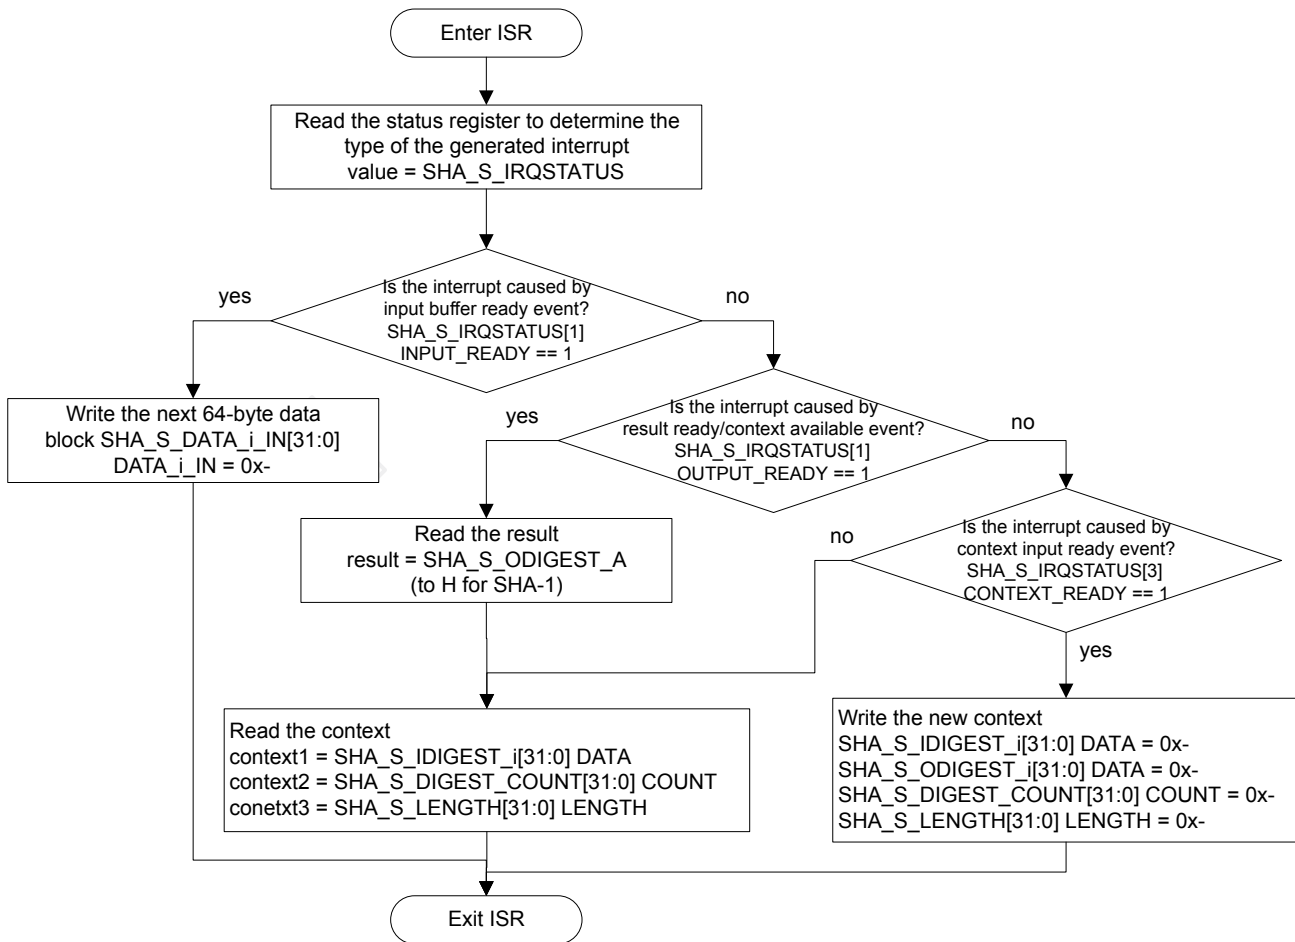 Enter ISR
Read the status register to determine the
type of the generated interrupt
value = SHA_S_IRQSTATUS
Is the interrupt caused by
input buffer ready event?
SHA_S_IRQSTATUS[1]
INPUT_READY == 1
yes
no
Write the next 64-byte data
block SHA_S_DATA_i_IN[31:0]
DATA_i_IN = 0x-
Is the interrupt caused by
result ready/context available event?
SHA_S_IRQSTATUS[1]
OUTPUT_READY == 1
yes
no
Read the result
result = SHA_S_ODIGEST_A
(to H for SHA-1)
Is the interrupt caused by
context input ready event?
SHA_S_IRQSTATUS[3]
CONTEXT_READY == 1
no
yes
Read the context
context1 = SHA_S_IDIGEST_i[31:0] DATA
context2 = SHA_S_DIGEST_COUNT[31:0] COUNT
conetxt3 = SHA_S_LENGTH[31:0] LENGTH
Write the new context
SHA_S_IDIGEST_i[31:0] DATA = 0x-
SHA_S_ODIGEST_i[31:0] DATA = 0x-
SHA_S_DIGEST_COUNT[31:0] COUNT = 0x-
SHA_S_LENGTH[31:0] LENGTH = 0x-
Exit ISR